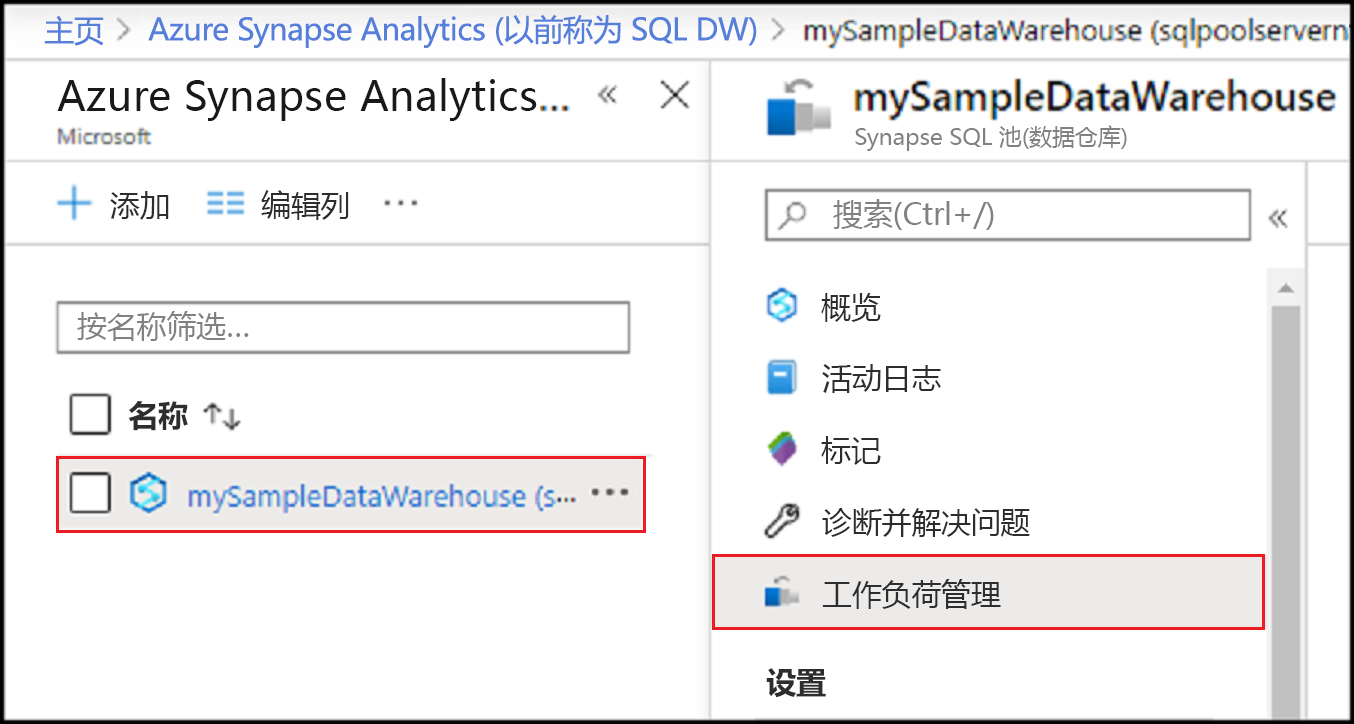 主页 > Azure Synapse Analytics (以前称为 SQL DW) > mySampleDataWarehouse (sqlpoolservern
Azure Synapse Analytics...
Microsoft
添加 编辑列 ...
按名称筛选...
名称
mySampleDataWarehouse (s... ...
mySampleDataWarehouse
Synapse SQL 池(数据仓库)
搜索(Ctrl+/)
概览
活动日志
标记
诊断并解决问题
工作负荷管理
设置